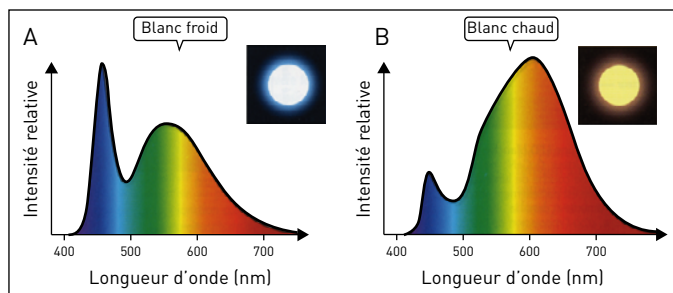 A
Blanc froid
Intensité relative
400 500 600 700
Longueur d'onde (nm)
B
Blanc chaud
Intensité relative
400 500 600 700
Longueur d'onde (nm)